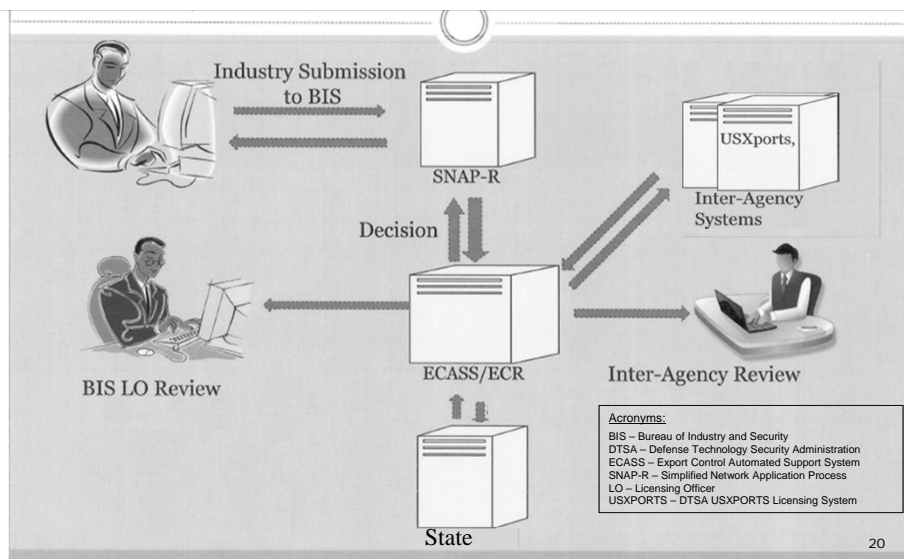 Industry Submission
to BIS
SNAP-R
USXports,
Inter-Agency
Systems
Decision
BIS LO Review
ECASS/ECR
Inter-Agency Review
State
Acronyms:
BIS – Bureau of Industry and Security
DTSA – Defense Technology Security Administration
ECASS – Export Control Automated Support System
SNAP-R – Simplified Network Application Process
LO – Licensing Officer
USXPORTS – DTSA USXPORTS Licensing System
20